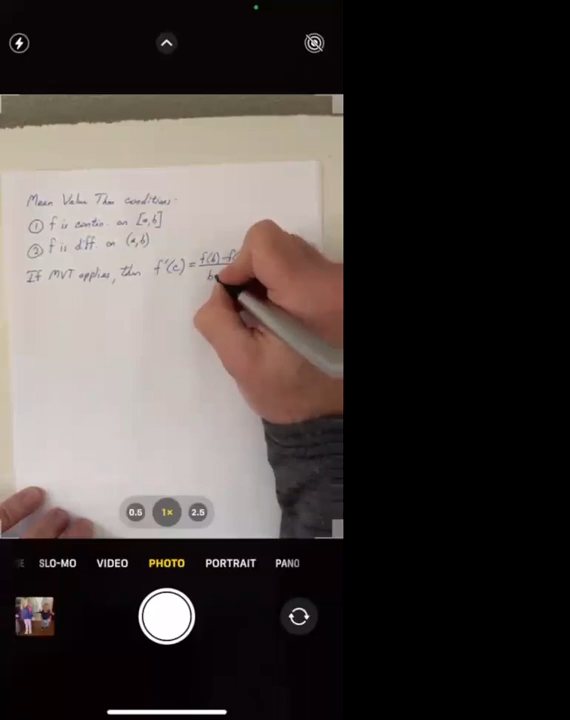 Mean Value Thm conditions:
① f is contin. on [a,b]
② f is diff. on (a,b)
If MVT applies, then f'(c) = f(b)-f(
b
0.5 1× 2.5
SLO-MO VIDEO PHOTO PORTRAIT PANO